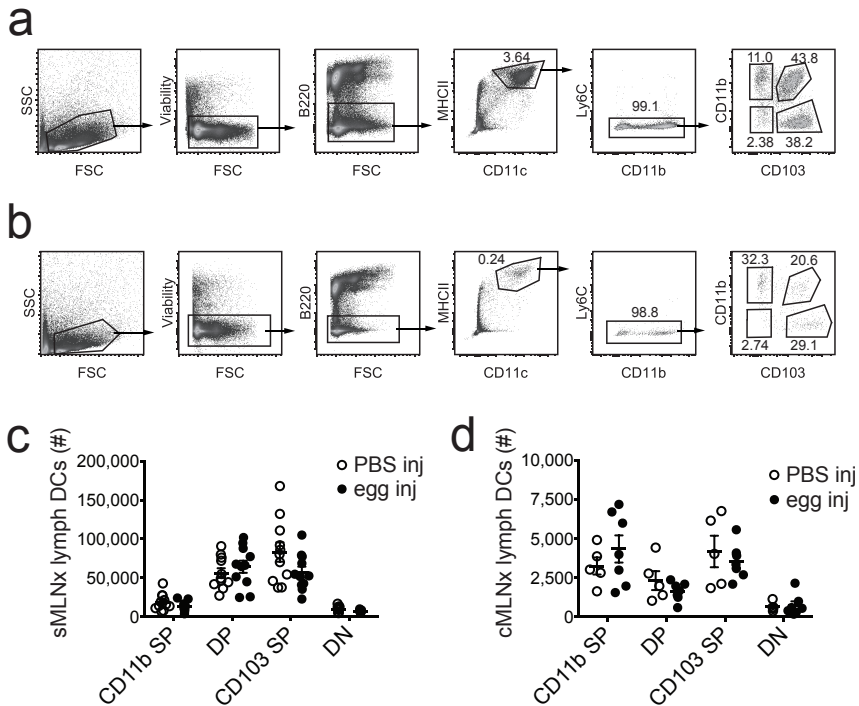 a
SSC
FSC
Viability
FSC
B220
FSC
MHCII
3.64
CD11c
Ly6C
99.1
CD11b
CD11b
11.0 43.8
2.38 38.2
CD103
b
SSC
FSC
Viability
FSC
B220
FSC
MHCII
0.24
CD11c
Ly6C
98.8
CD11b
CD11b
32.3 20.6
2.74 29.1
CD103
c
sMLNx lymph DCs (#)
200,000
150,000
100,000
50,000
0
PBS inj
egg inj
CD11b SP
DP
CD103 SP
DN
d
cMLNx lymph DCs (#)
10,000
7,500
5,000
2,500
0
PBS inj
egg inj
CD11b SP
DP
CD103 SP
DN